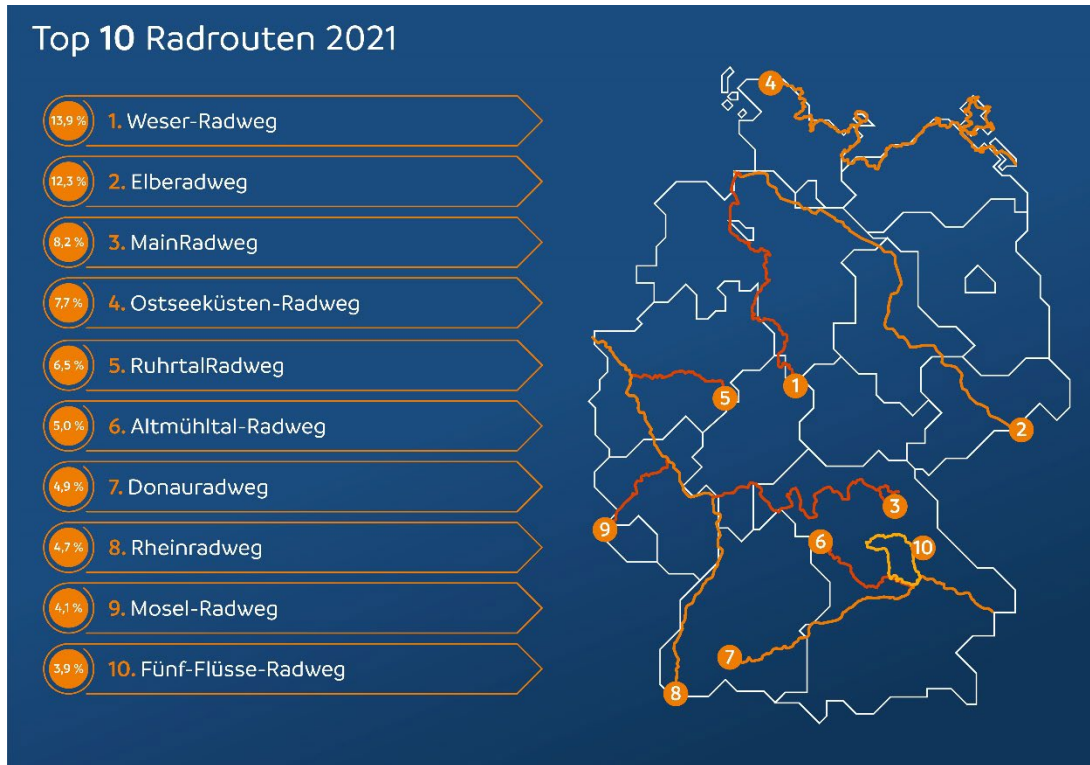 Top 10 Radrouten 2021
13,9 % 1. Weser-Radweg
12,3 % 2. Elberadweg
8,2 % 3. MainRadweg
7,7 % 4. Ostseeküsten-Radweg
6,5 % 5. RuhrtalRadweg
5,0 % 6. Altmühltal-Radweg
4,9 % 7. Donauradweg
4,7 % 8. Rheinradweg
4,1 % 9. Mosel-Radweg
3,9 % 10. Fünf-Flüsse-Radweg
4
1
5
2
3
9
6
10
7
8